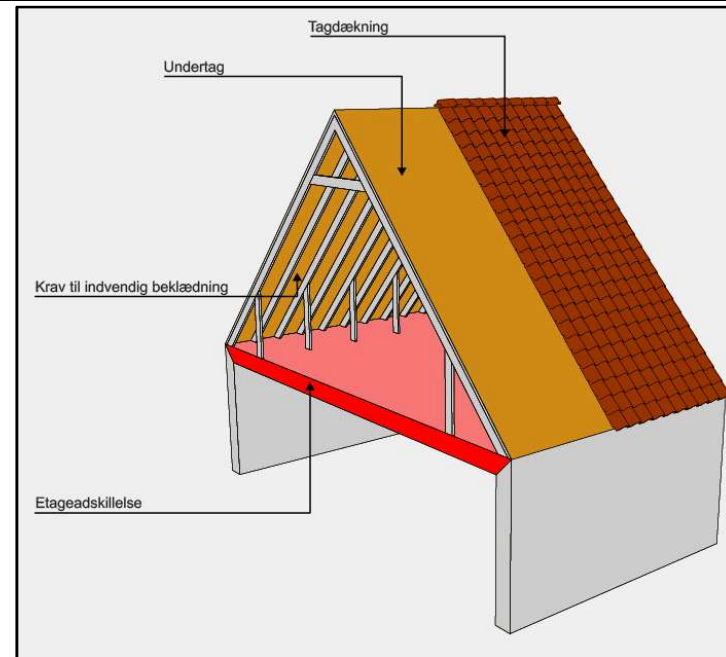 Tagdækning
Undertag
Krav til indvendig beklædning
Etageadskillelse